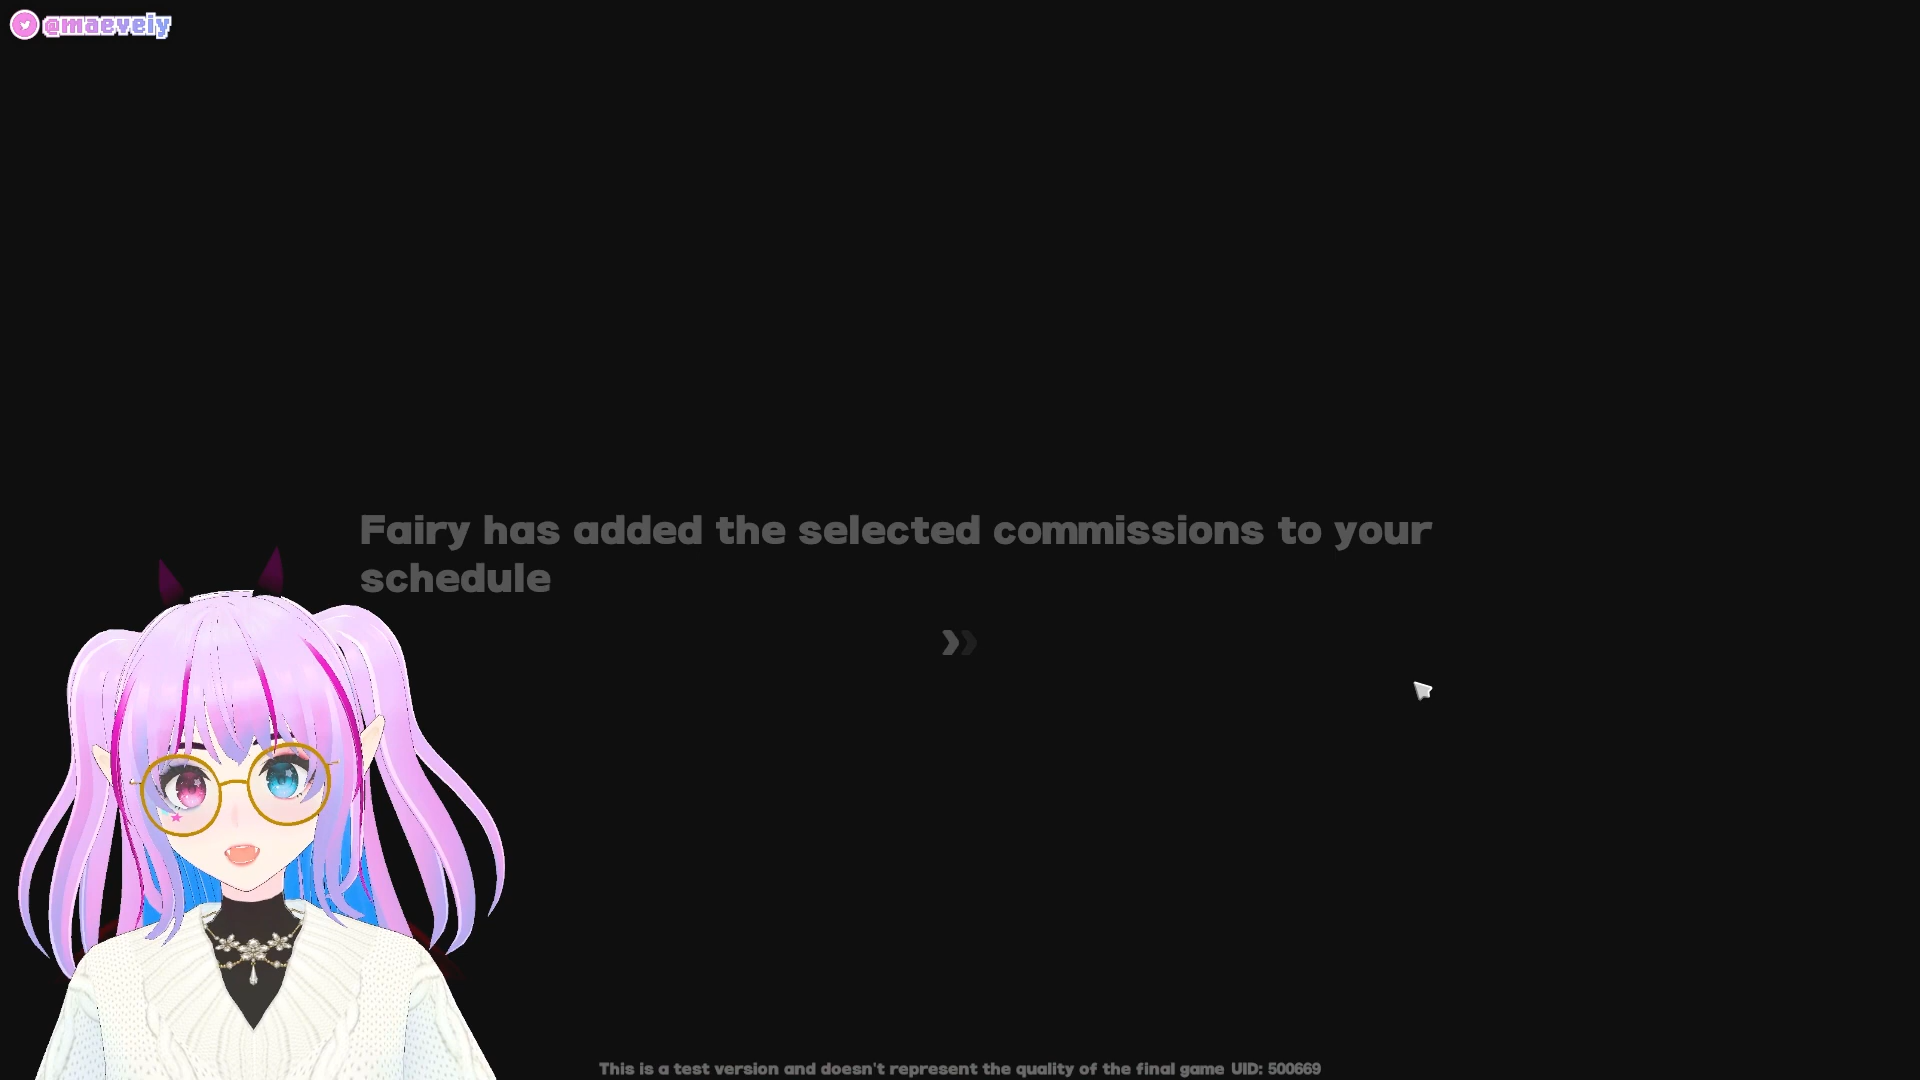 @maeveiy
Fairy has added the selected commissions to your
schedule
This is a test version and doesn't represent the quality of the final game UID: 500669